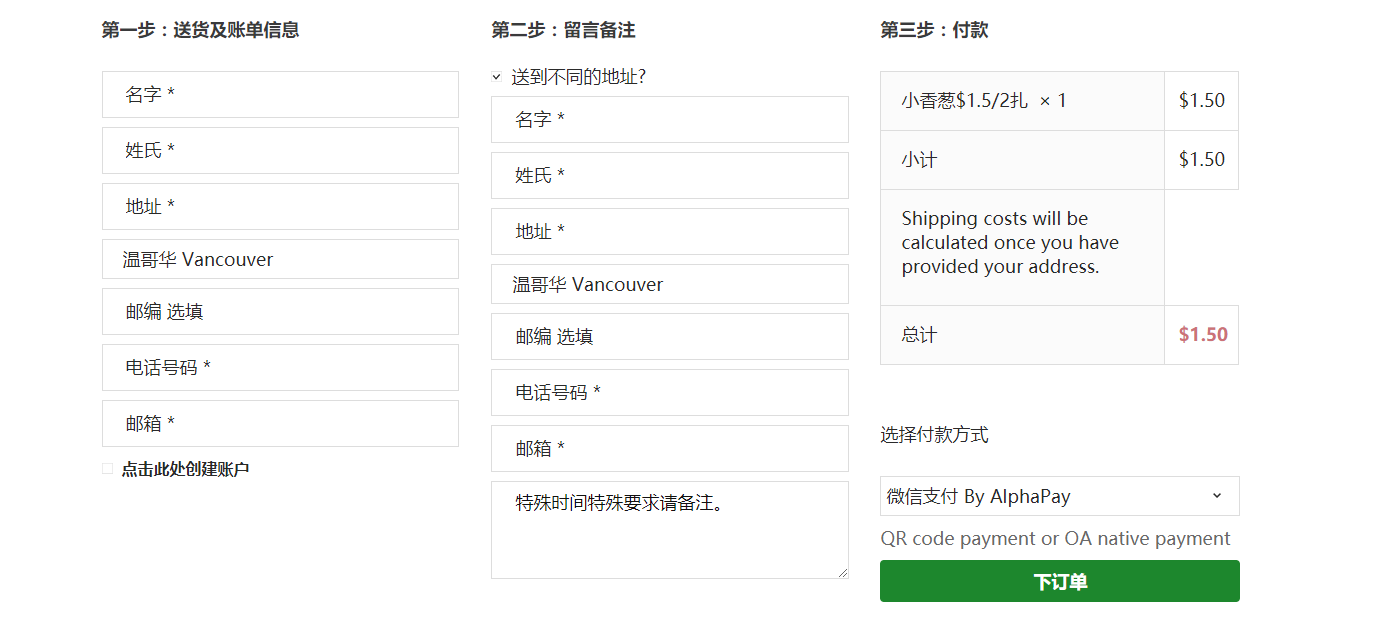 第一步：送货及账单信息
名字 *
姓氏 *
地址 *
温哥华 Vancouver
邮编 选填
电话号码 *
邮箱 *
点击此处创建账户
第二步：留言备注
送到不同的地址?
名字 *
姓氏 *
地址 *
温哥华 Vancouver
邮编 选填
电话号码 *
邮箱 *
特殊时间特殊要求请备注。
第三步：付款
小香葱$1.5/2扎 × 1 $1.50
小计 $1.50
Shipping costs will be
calculated once you have
provided your address.
总计 $1.50
选择付款方式
微信支付 By AlphaPay
QR code payment or OA native payment
下订单